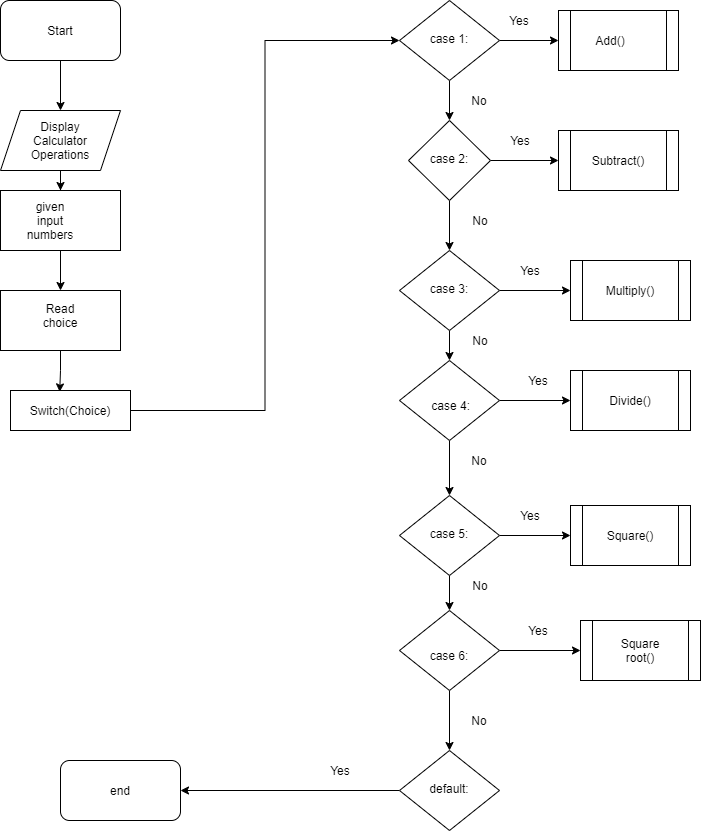 Start
Display
Calculator
Operations
given
input
numbers
Read
choice
Switch(Choice)
case 1:
Yes
Add()
No
case 2:
Yes
Subtract()
No
case 3:
Yes
Multiply()
No
case 4:
Yes
Divide()
No
case 5:
Yes
Square()
No
case 6:
Yes
Square
root()
No
default:
Yes
end